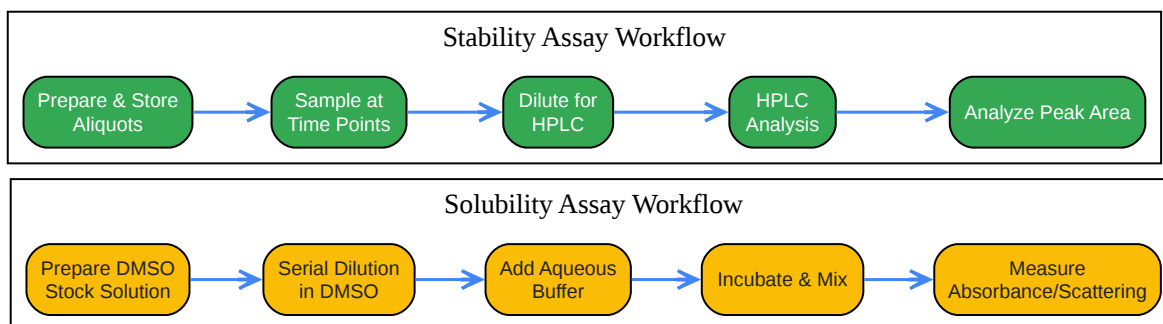 Stability Assay Workflow
Prepare & Store
Aliquots
Sample at
Time Points
Dilute for
HPLC
HPLC
Analysis
Analyze Peak Area
Solubility Assay Workflow
Prepare DMSO
Stock Solution
Serial Dilution
in DMSO
Add Aqueous
Buffer
Incubate & Mix
Measure
Absorbance/Scattering